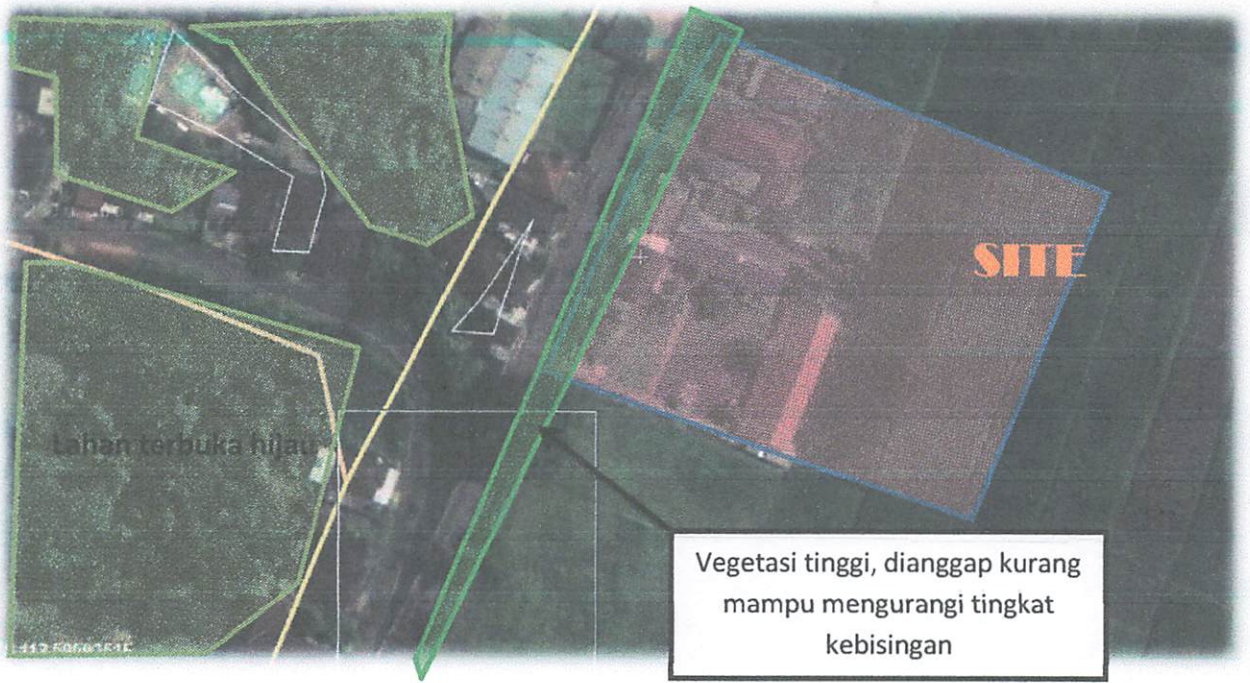 SITE
Lahan terbuka hijau
Vegetasi tinggi, dianggap kurang
mampu mengurangi tingkat
kebisingan